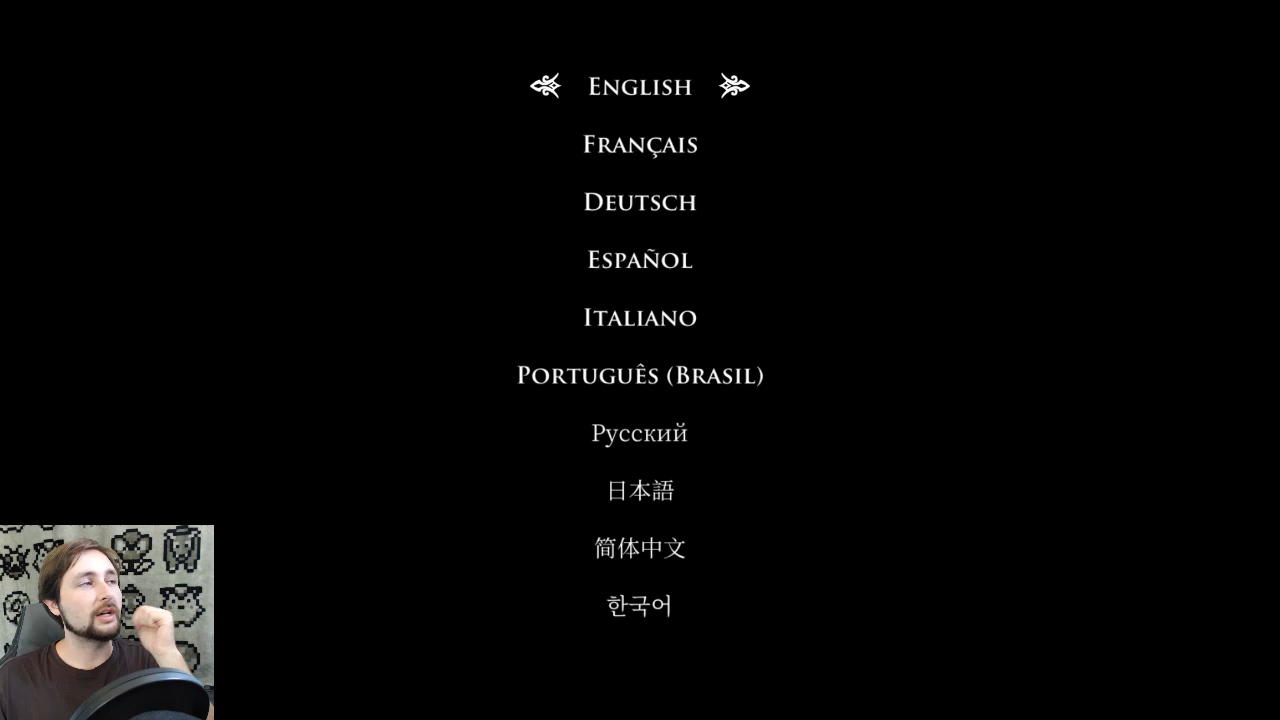 English
Français
Deutsch
Español
Italiano
Português (Brasil)
Русский
日本語
简体中文
한국어